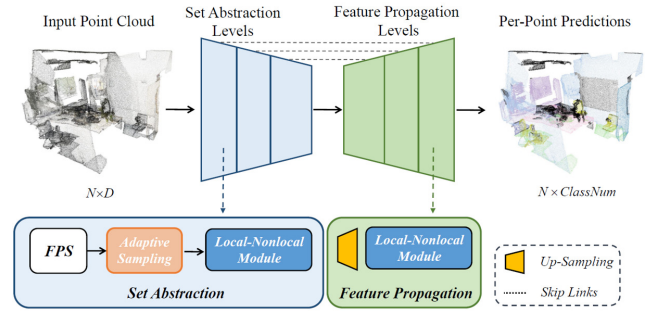 Input Point Cloud
Set Abstraction
Levels
Feature Propagation
Levels
Per-Point Predictions
N×D
N × ClassNum
FPS
Adaptive
Sampling
Local-Nonlocal
Module
Set Abstraction
Local-Nonlocal
Module
Feature Propagation
Up-Sampling
Skip Links